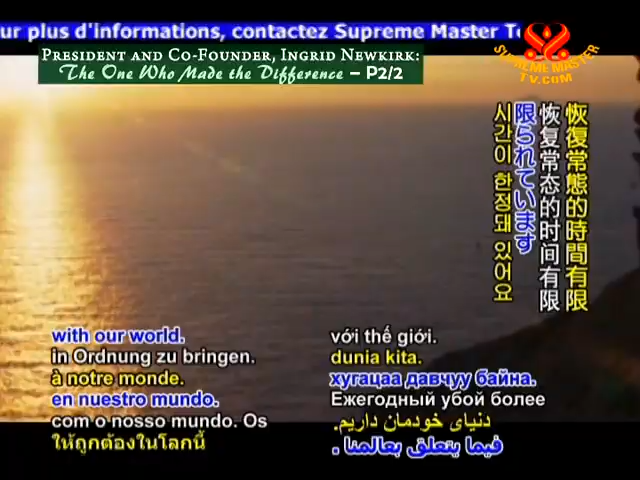 ur plus d'informations, contactez Supreme Master Te
PRESIDENT AND CO-FOUNDER, INGRID NEWKIRK:
The One Who Made the Difference – P2/2
SUPREME MASTER
TV.COM
恢復常態的時間有限
恢复常态的时间有限
限られています
시간이 한정돼 있어요
with our world.
in Ordnung zu bringen.
à notre monde.
en nuestro mundo.
com o nosso mundo. Os
ให้ถูกต้องในโลกนี้
với thế giới.
dunia kita.
хугацаа давчуу байна.
Ежегодный убой более
دنیای خودمان داریم.
فيما يتعلق بعالمنا .